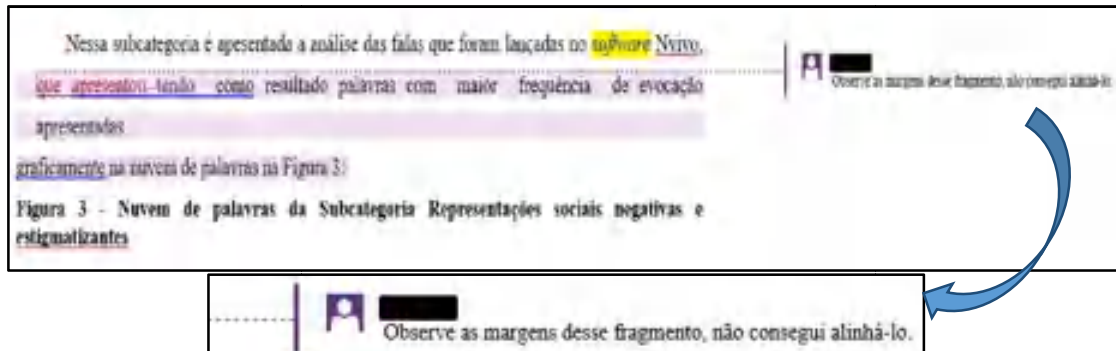 Nessa subcategoria é apesentado a análise das falas que foram lançadas no software Nvivo,
que apresentou tendo como resultado palavras com maior frequência de evocação
apresentadas
graficamente na nuvem de palavras na Figura 3:
Figura 3 - Nuvem de palavras da Subcategoria Representações sociais negativas e
estigmatizantes
Observe as margens desse fragmento, não consegui alinhá-lo.
Observe as margens desse fragmento, não consegui alinhá-lo.